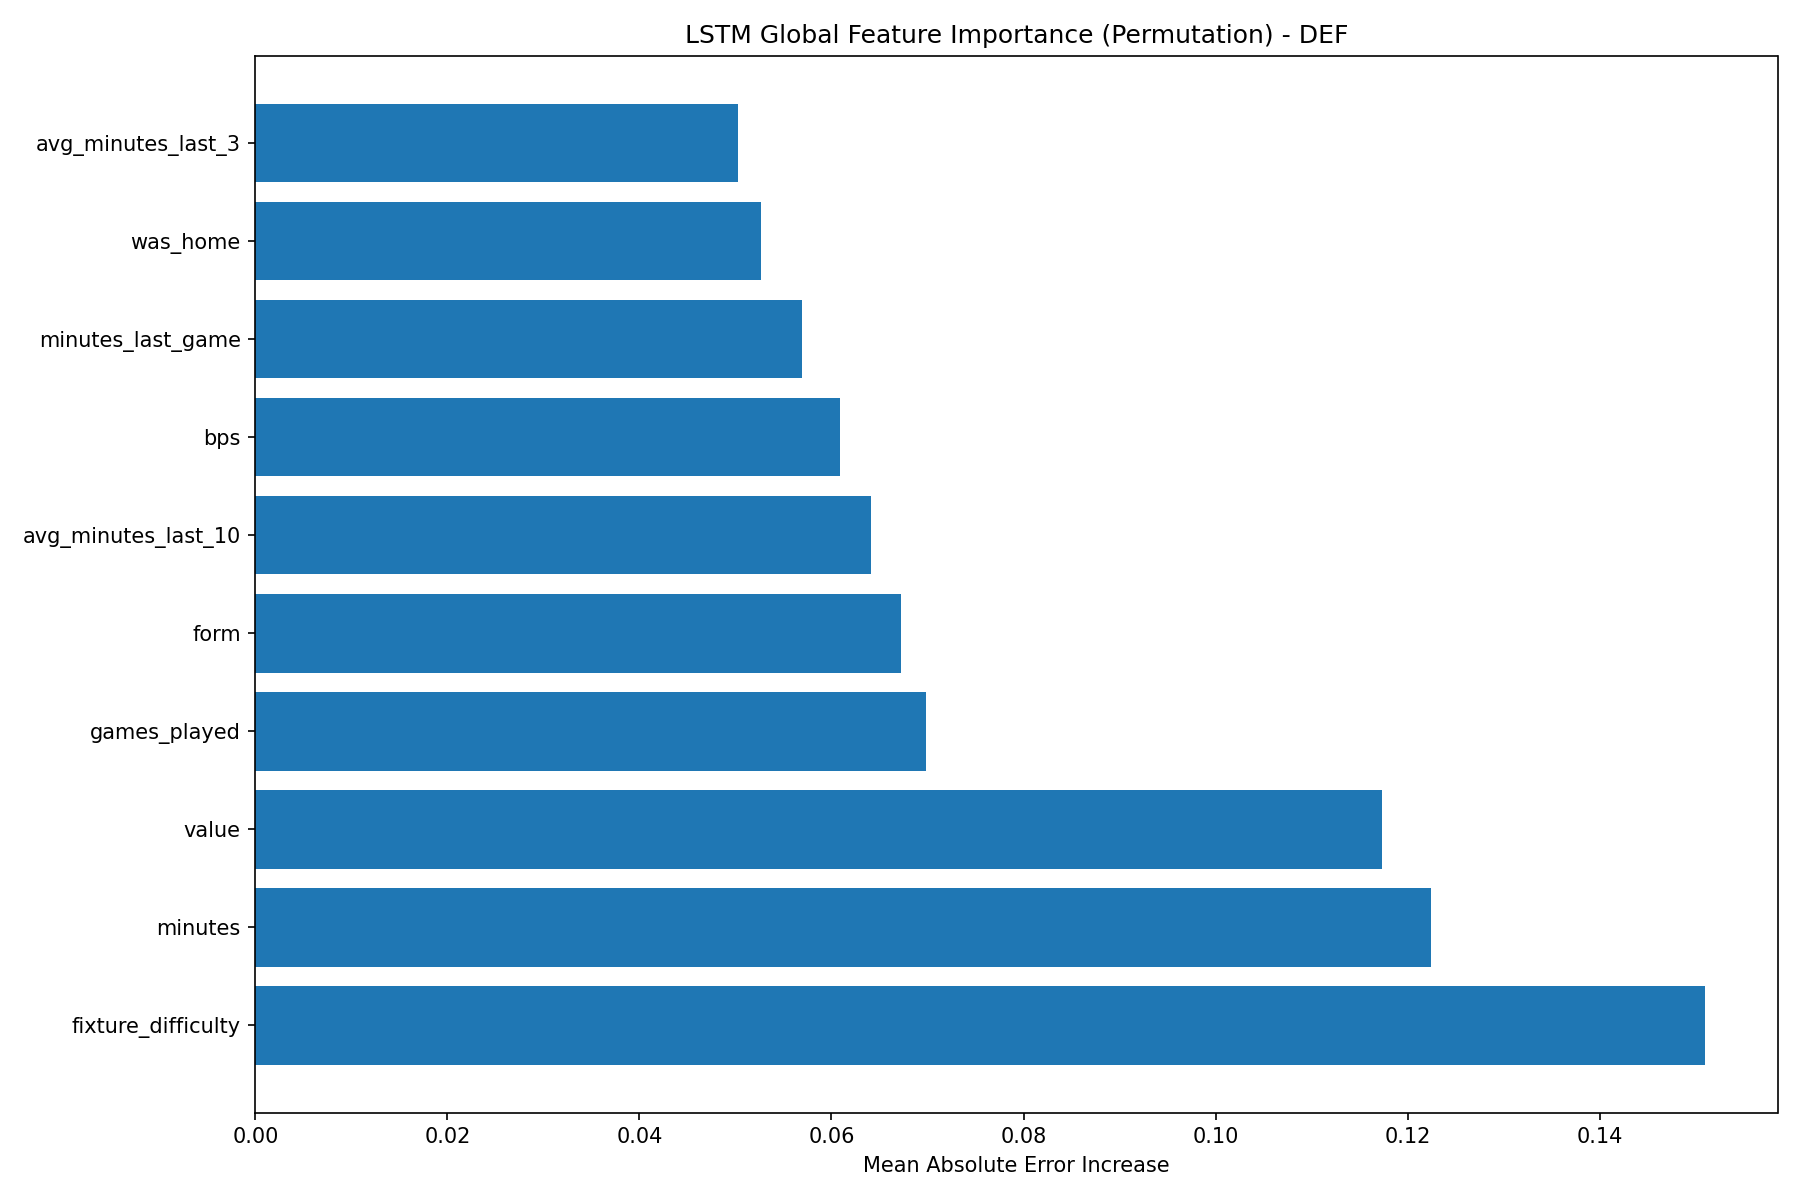 LSTM Global Feature Importance (Permutation) - DEF
avg_minutes_last_3
was_home
minutes_last_game
bps
avg_minutes_last_10
form
games_played
value
minutes
fixture_difficulty
0.00 0.02 0.04 0.06 0.08 0.10 0.12 0.14
Mean Absolute Error Increase